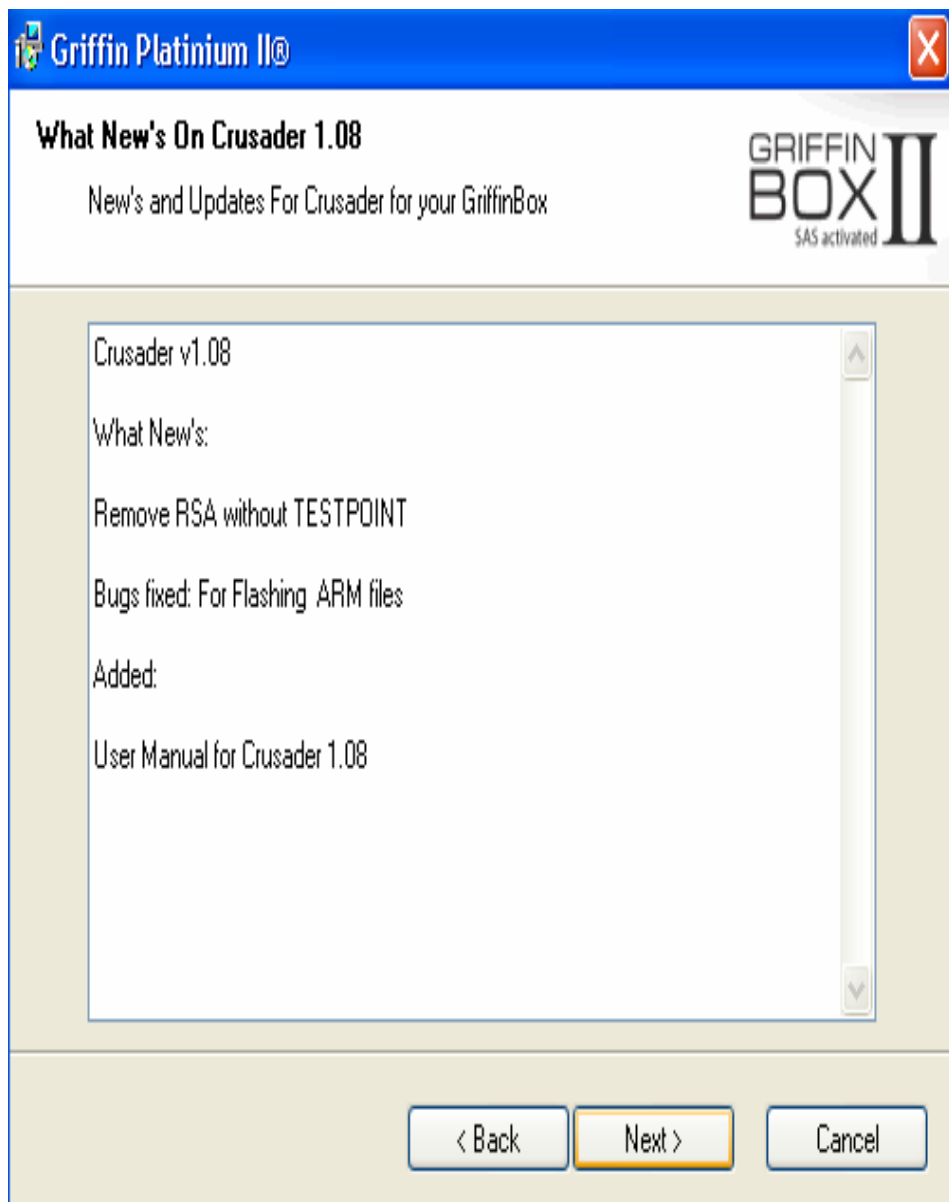 Griffin Platinium II®
What New's On Crusader 1.08
New's and Updates For Crusader for your GriffinBox
GRIFFIN
BOX II
SAS activated
Crusader v1.08
What New's:
Remove RSA without TESTPOINT
Bugs fixed: For Flashing  ARM files
Added:
User Manual for Crusader 1.08
< Back
Next >
Cancel